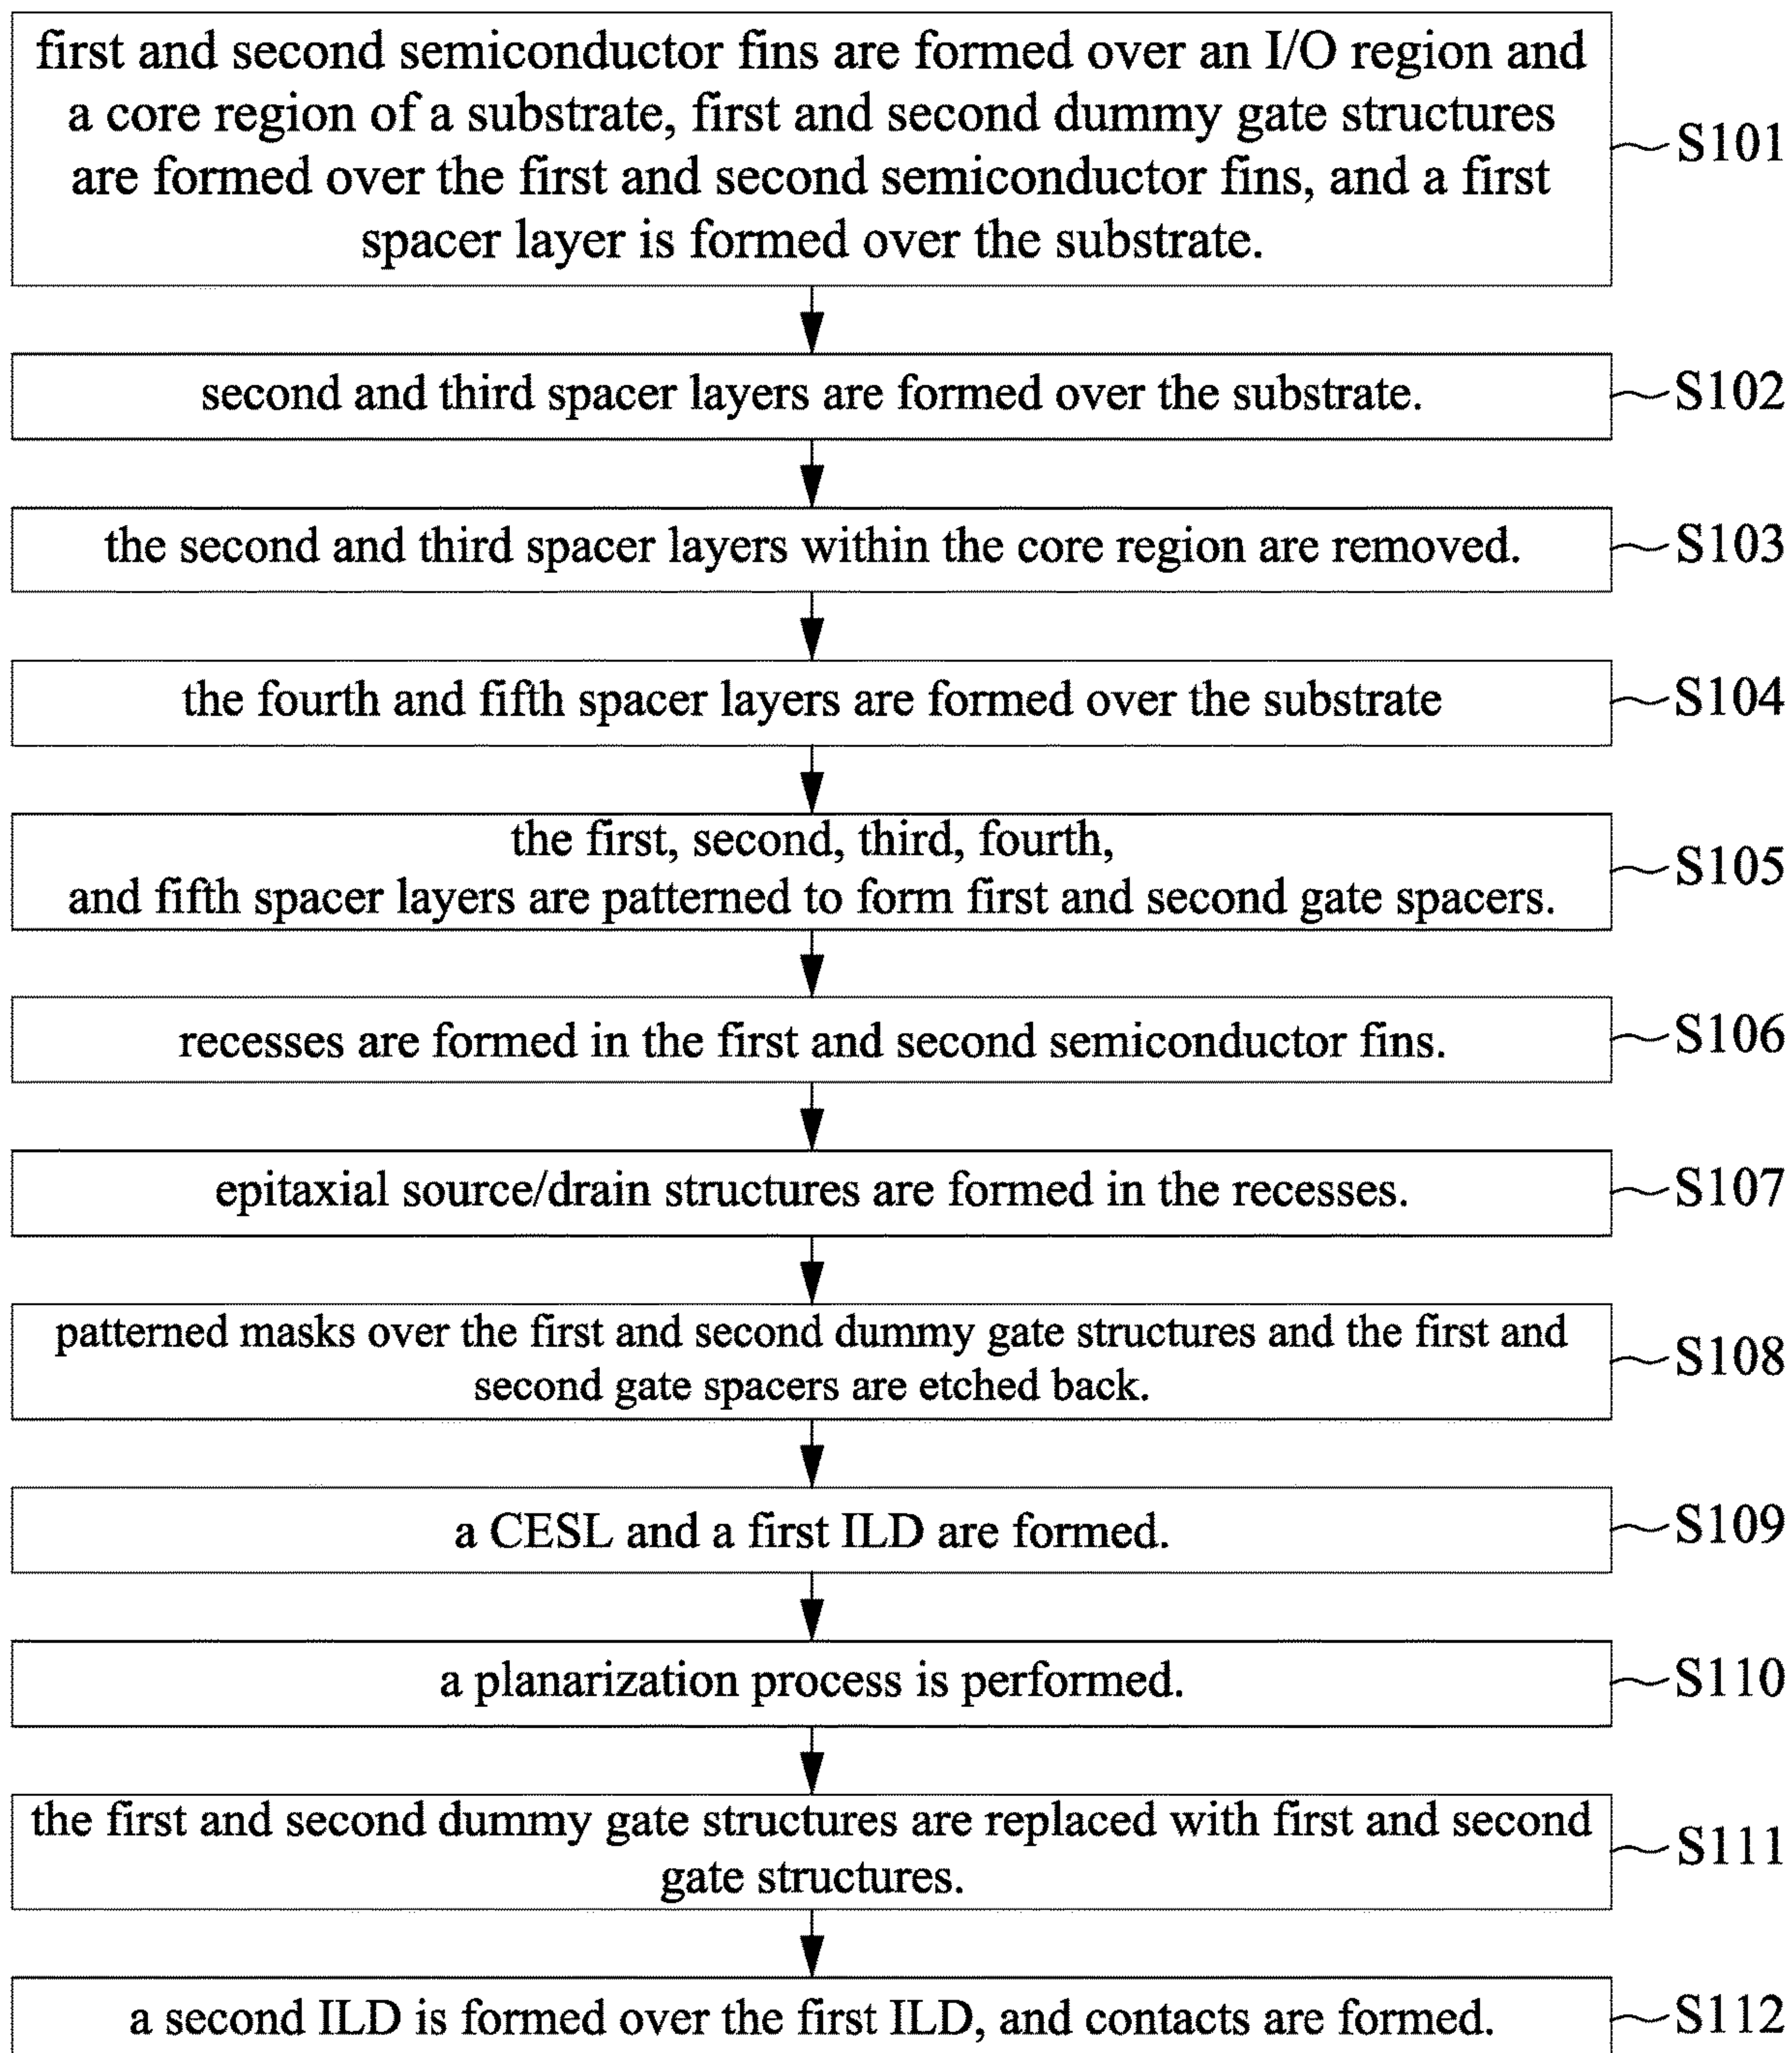 first and second semiconductor fins are formed over an I/O region and
a core region of a substrate, first and second dummy gate structures
are formed over the first and second semiconductor fins, and a first
spacer layer is formed over the substrate.
S101
second and third spacer layers are formed over the substrate.
S102
the second and third spacer layers within the core region are removed.
S103
the fourth and fifth spacer layers are formed over the substrate
S104
the first, second, third, fourth,
and fifth spacer layers are patterned to form first and second gate spacers.
S105
recesses are formed in the first and second semiconductor fins.
S106
epitaxial source/drain structures are formed in the recesses.
S107
patterned masks over the first and second dummy gate structures and the first and
second gate spacers are etched back.
S108
a CESL and a first ILD are formed.
S109
a planarization process is performed.
S110
the first and second dummy gate structures are replaced with first and second
gate structures.
S111
a second ILD is formed over the first ILD, and contacts are formed.
S112